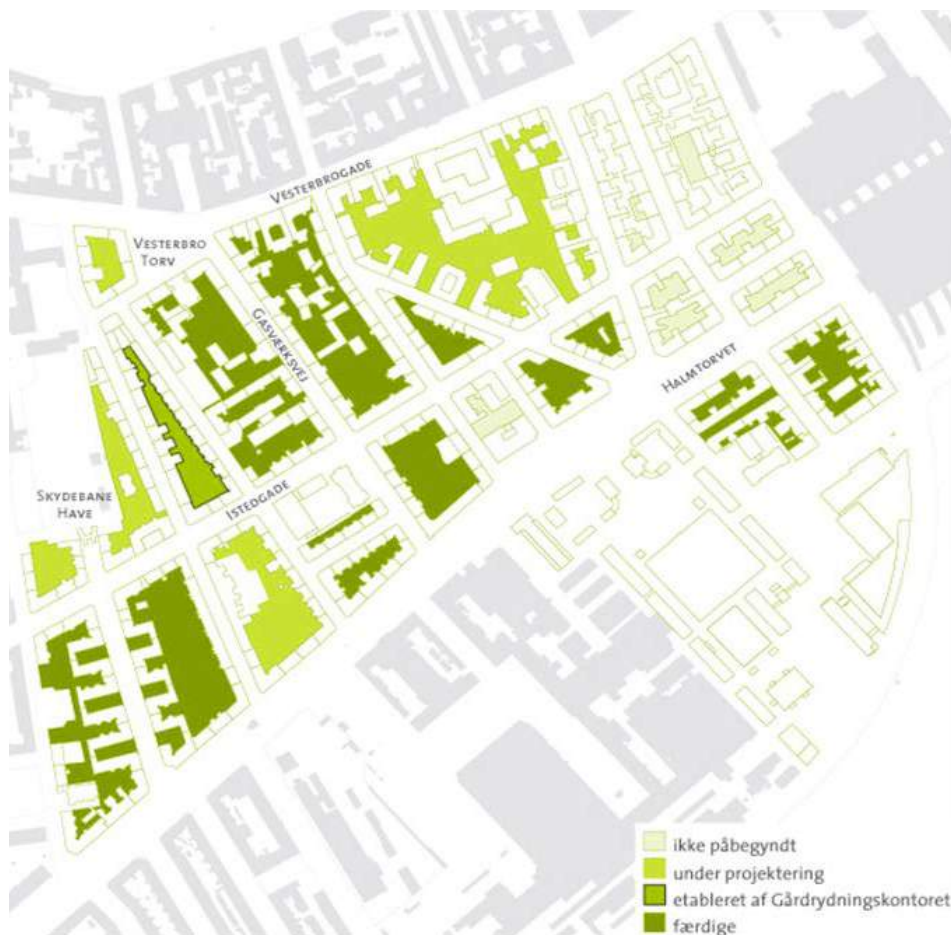 VESTERBROGADE
VESTERBRO
TORV
GASVÆRKSVEJ
HALMTORVET
SKYDEBANE
HAVE
ISTEDGADE
ikke påbegyndt
under projektering
etableret af Gårdrydningskontoret
færdige